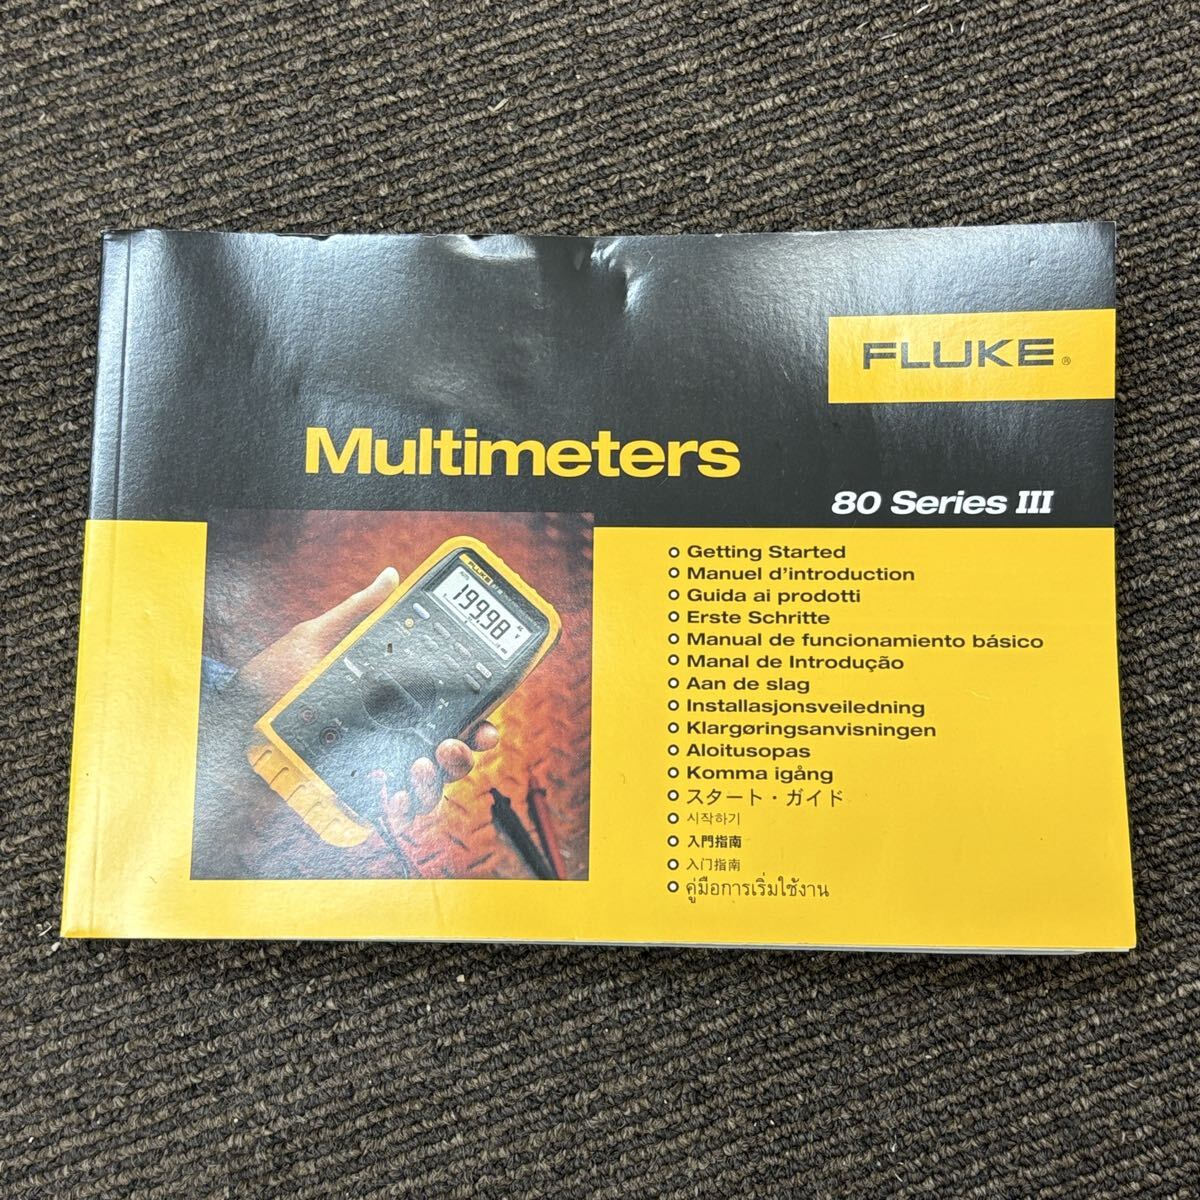 FLUKE®
Multimeters
80 Series III
Getting Started
Manuel d'introduction
Guida ai prodotti
Erste Schritte
Manual de funcionamiento básico
Manal de Introdução
Aan de slag
Installasjonsveiledning
Klargøringsanvisningen
Aloitusopas
Komma igång
スタート・ガイド
시작하기
入門指南
入门指南
คู่มือการเริ่มใช้งาน
FLUKE
199.98